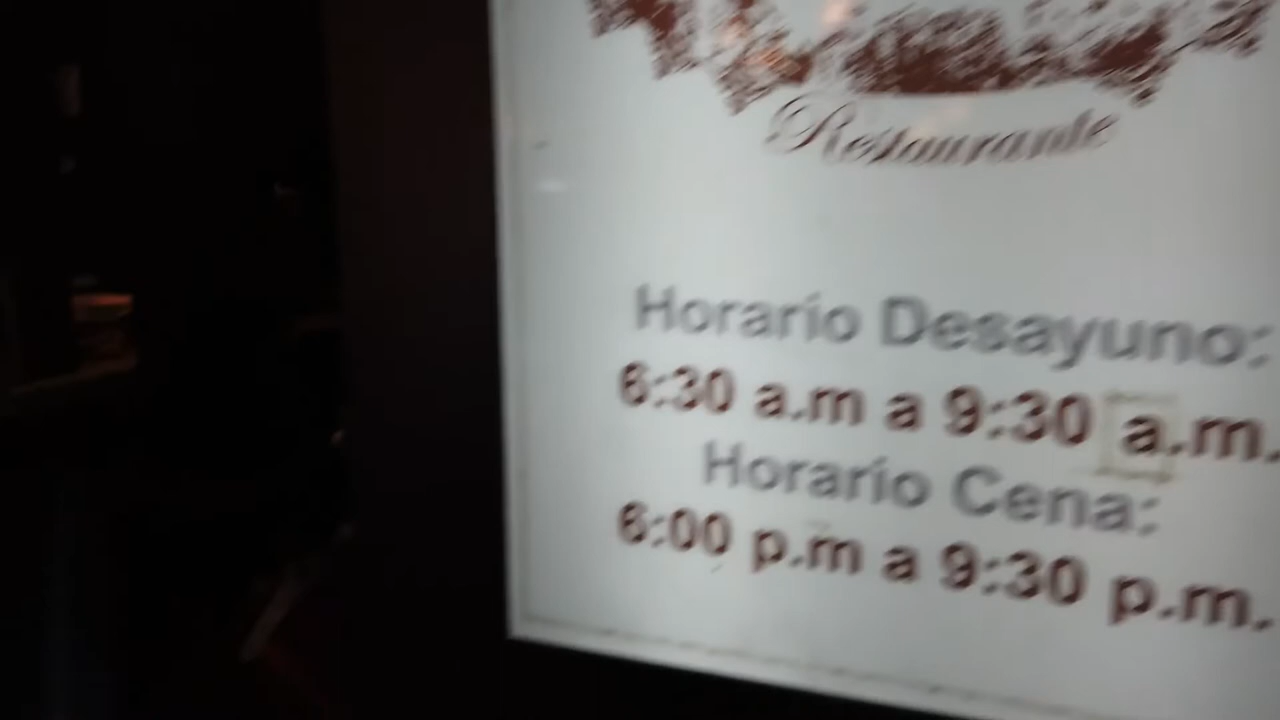 Restaurante
Horario Desayuno:
6:30 a.m a 9:30 a.m.
Horario Cena:
6:00 p.m a 9:30 p.m.